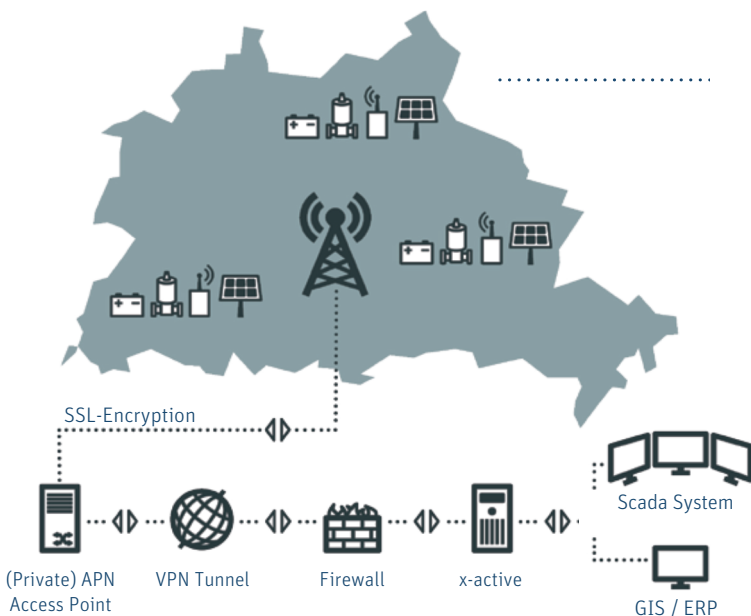 SSL-Encryption
Scada System
(Private) APN
Access Point
VPN Tunnel
Firewall
x-active
GIS / ERP